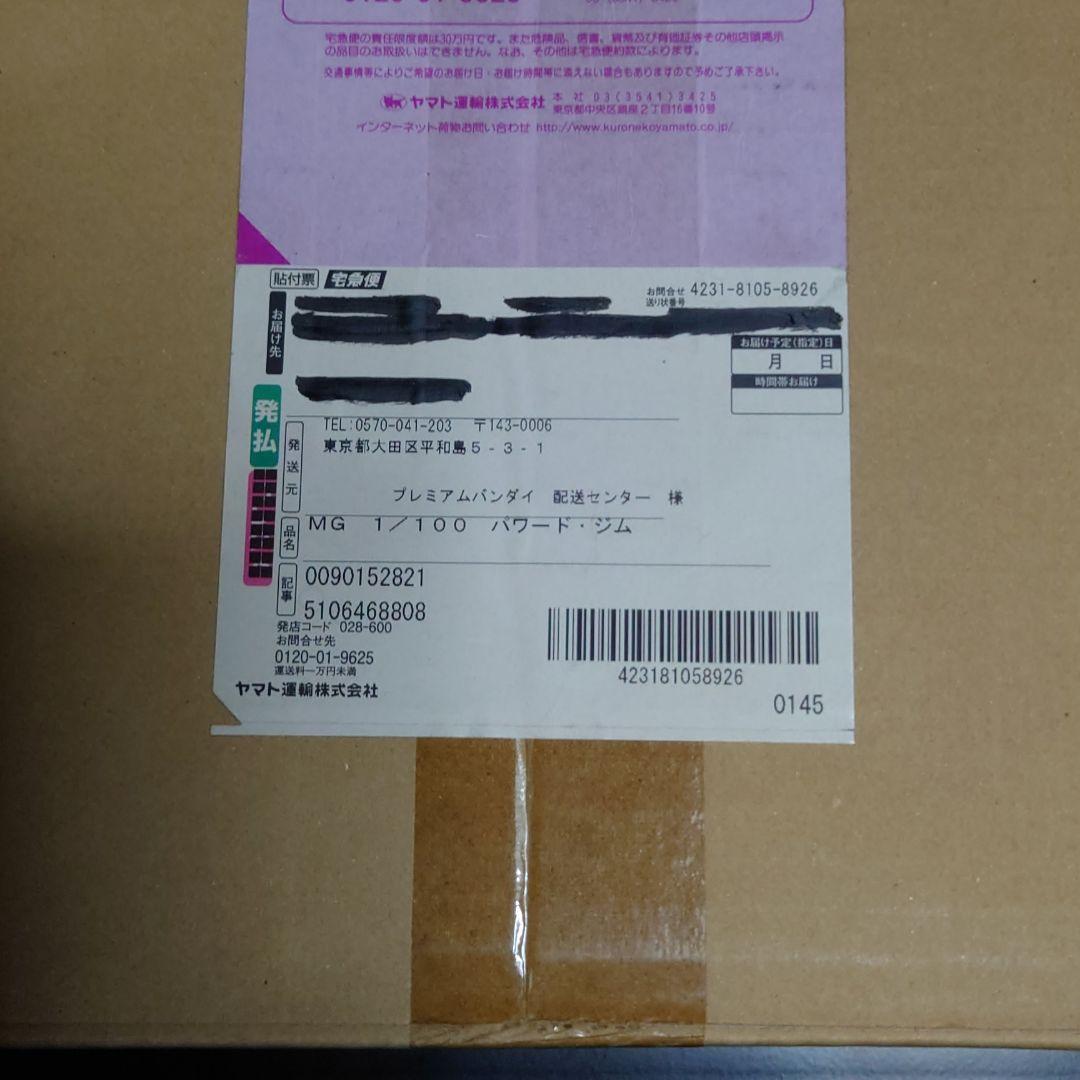 宅急便の責任限度額は30万円です。また危険品、信書、貨幣及び有価証券その他店頭掲示
の品目のお取扱いはできません。なお、その他は宅急便約款によります。
交通事情等によりご希望のお届け日・お届け時間帯に添えない場合もありますので予めご了承下さい。
ヤマト運輸株式会社 本社 03(3541)3425
東京都中央区銀座2丁目16番10号
インターネット荷物お問い合わせ http://www.kuronekoyamato.co.jp/
貼付票 宅急便
お問合せ 4231-8105-8926
送り状番号
お届け先
お届け予定(指定)日
月 日
時間帯お届け
発払
発送元
TEL:0570-041-203 〒143-0006
東京都大田区平和島5-3-1
プレミアムバンダイ 配送センター 様
品名
MG 1/100 パワード・ジム
記事
0090152821
5106468808
発店コード 028-600
お問合せ先
0120-01-9625
運送料一万円未満
ヤマト運輸株式会社
423181058926
0145